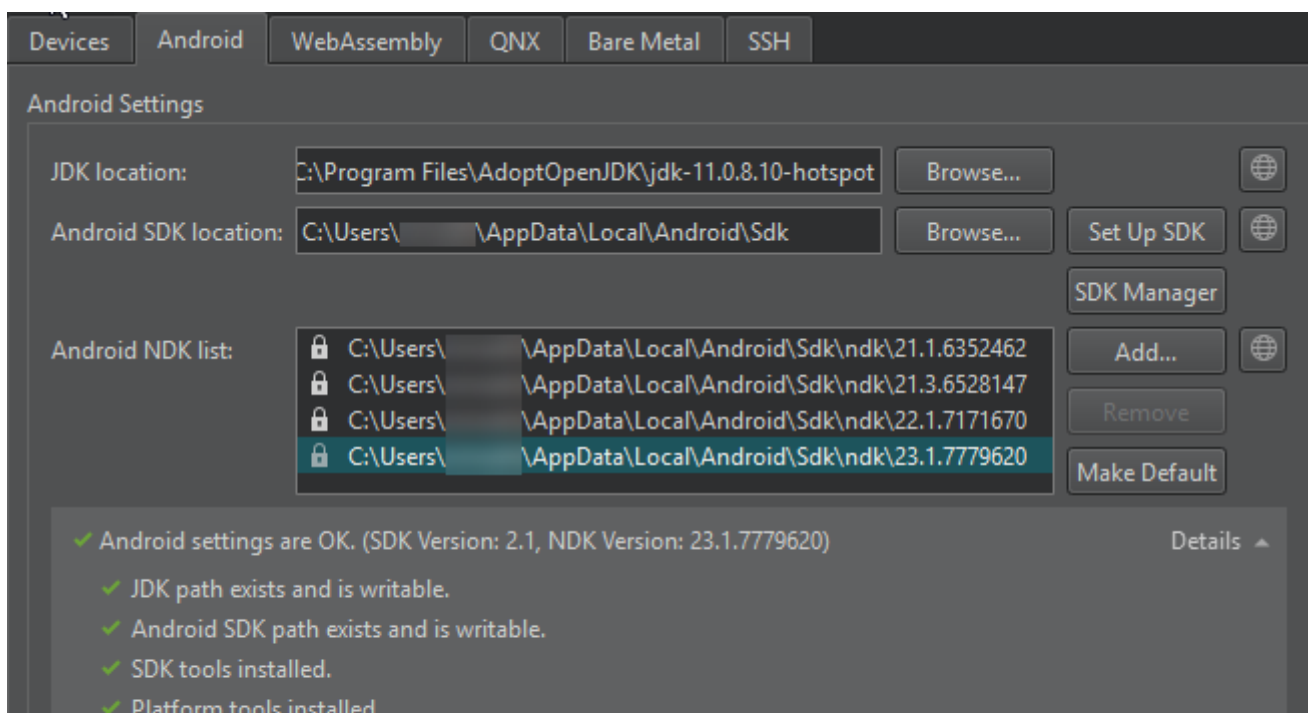 Devices Android WebAssembly QNX Bare Metal SSH
Android Settings
JDK location: C:\Program Files\AdoptOpenJDK\jdk-11.0.8.10-hotspot Browse...
Android SDK location: C:\Users\ \AppData\Local\Android\Sdk Browse... Set Up SDK
SDK Manager
Android NDK list: C:\Users\ \AppData\Local\Android\Sdk\ndk\21.1.6352462 Add...
C:\Users\ \AppData\Local\Android\Sdk\ndk\21.3.6528147
C:\Users\ \AppData\Local\Android\Sdk\ndk\22.1.7171670 Remove
C:\Users\ \AppData\Local\Android\Sdk\ndk\23.1.7779620 Make Default
Android settings are OK. (SDK Version: 2.1, NDK Version: 23.1.7779620) Details
JDK path exists and is writable.
Android SDK path exists and is writable.
SDK tools installed.
Platform tools installed